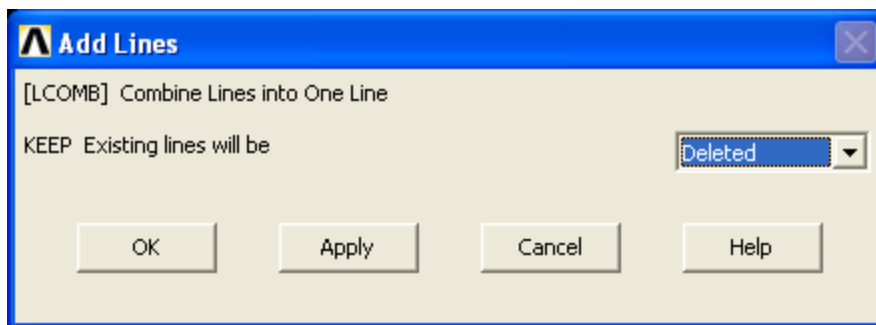 Add Lines
[LCOMB] Combine Lines into One Line
KEEP Existing lines will be
Deleted
OK
Apply
Cancel
Help